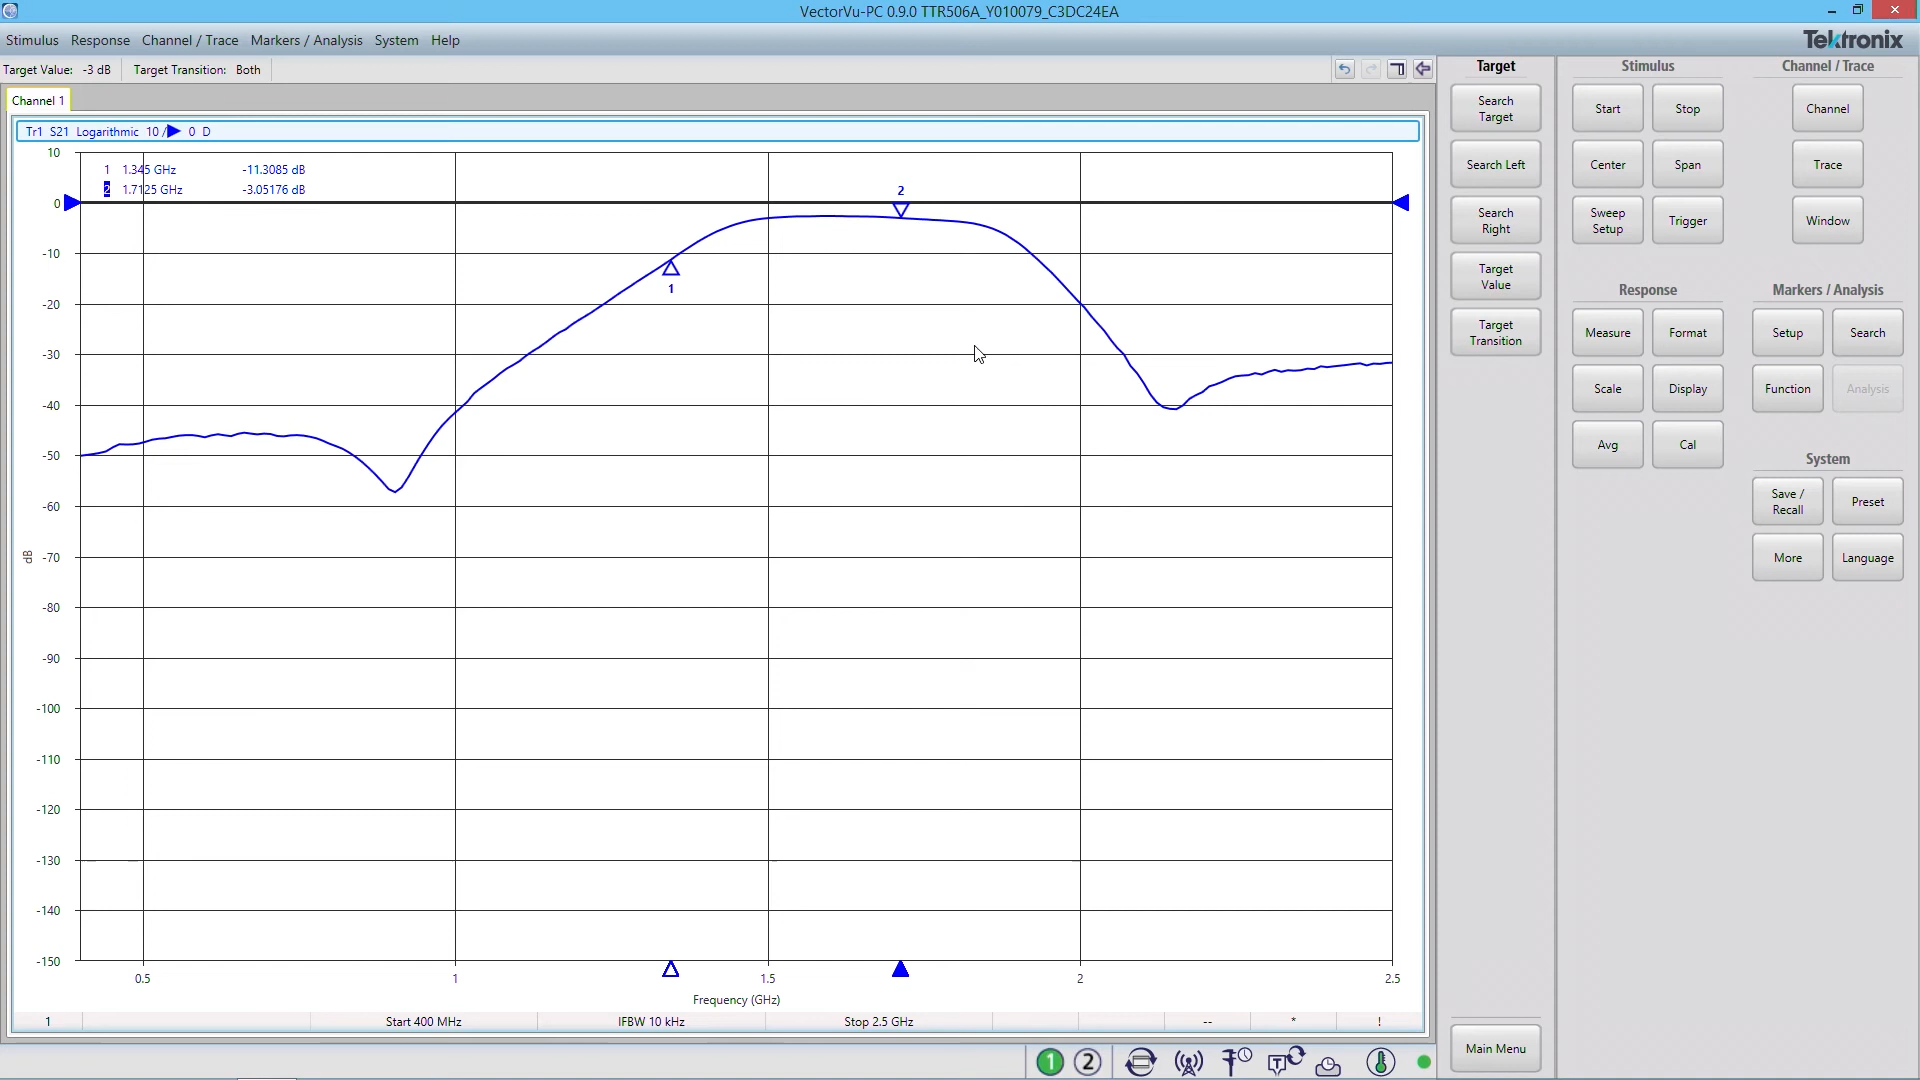 VectorVu-PC 0.9.0 TTR506A_Y010079_C3DC24EA
Stimulus Response Channel / Trace Markers / Analysis System Help
Tektronix
Target Value: -3 dB Target Transition: Both
Channel 1
Tr1 S21 Logarithmic 10 / 0 D
1 1.345 GHz -11.3085 dB
2 1.7125 GHz -3.05176 dB
10
0
-10
-20
-30
-40
-50
-60
-70
-80
-90
-100
-110
-120
-130
-140
-150
dB
1
2
0.5 1 1.5 2 2.5
Frequency (GHz)
1 Start 400 MHz IFBW 10 kHz Stop 2.5 GHz -- * !
1 2
Target
Search Target
Search Left
Search Right
Target Value
Target Transition
Main Menu
Stimulus
Start Stop
Center Span
Sweep Setup Trigger
Response
Measure Format
Scale Display
Avg Cal
Channel / Trace
Channel
Trace
Window
Markers / Analysis
Setup Search
Function Analysis
System
Save / Recall Preset
More Language